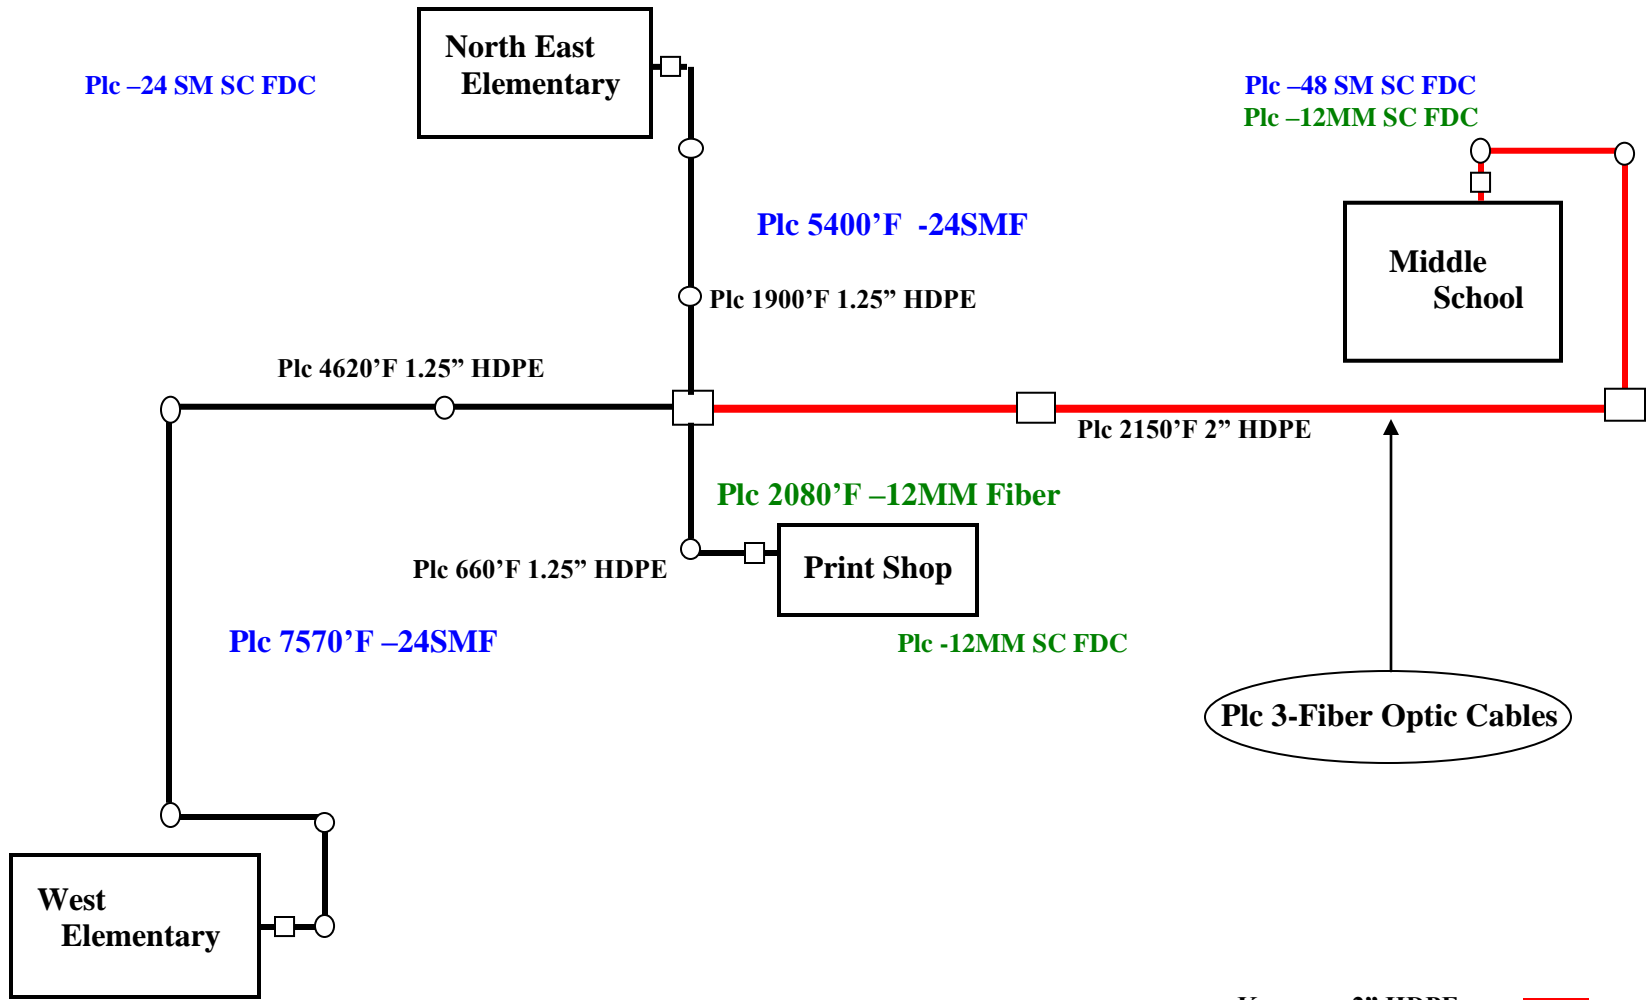 North East
Elementary
Plc –24 SM SC FDC
Plc –48 SM SC FDC
Plc –12MM SC FDC
Plc 5400’F -24SMF
Middle
School
Plc 1900’F 1.25” HDPE
Plc 4620’F 1.25” HDPE
Plc 2150’F 2” HDPE
Plc 2080’F –12MM Fiber
Plc 660’F 1.25” HDPE
Print Shop
Plc 7570’F –24SMF
Plc -12MM SC FDC
Plc 3-Fiber Optic Cables
West
Elementary
2” HDPE